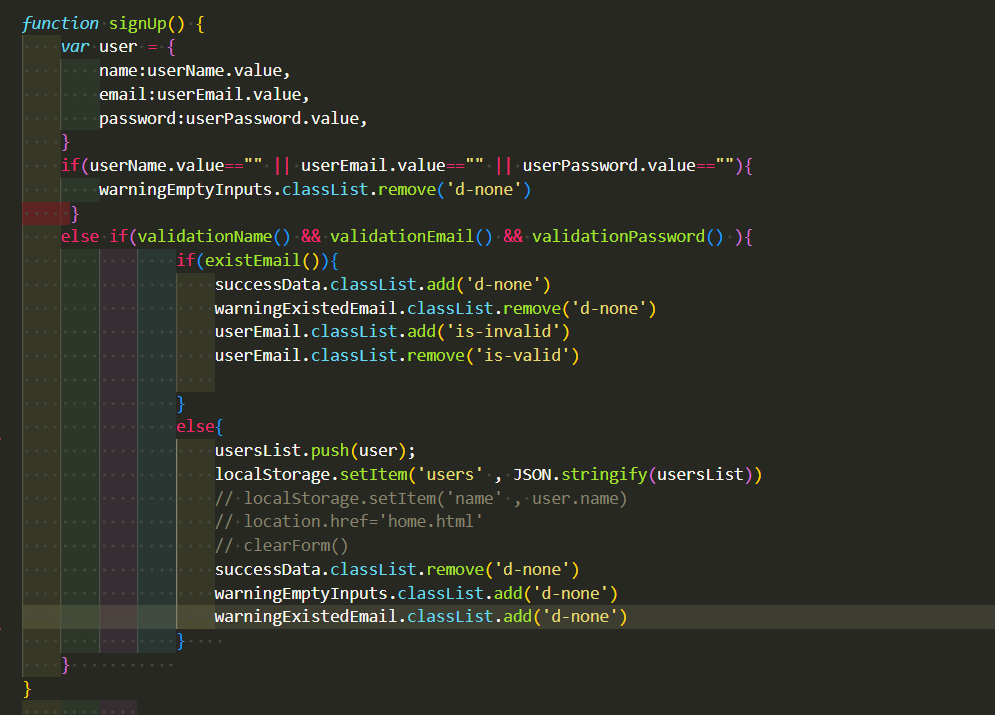 function signUp() {
    var user = {
        name:userName.value,
        email:userEmail.value,
        password:userPassword.value,
    }
    if(userName.value=="" || userEmail.value=="" || userPassword.value==""){
        warningEmptyInputs.classList.remove('d-none')
     }
    else if(validationName() && validationEmail() && validationPassword() ){
                if(existEmail()){
                    successData.classList.add('d-none')
                    warningExistedEmail.classList.remove('d-none')
                    userEmail.classList.add('is-invalid')
                    userEmail.classList.remove('is-valid')

                }
                else{
                    usersList.push(user);
                    localStorage.setItem('users' , JSON.stringify(usersList))
                    // localStorage.setItem('name' , user.name)
                    // location.href='home.html'
                    // clearForm()
                    successData.classList.remove('d-none')
                    warningEmptyInputs.classList.add('d-none')
                    warningExistedEmail.classList.add('d-none')
                }
    }
}